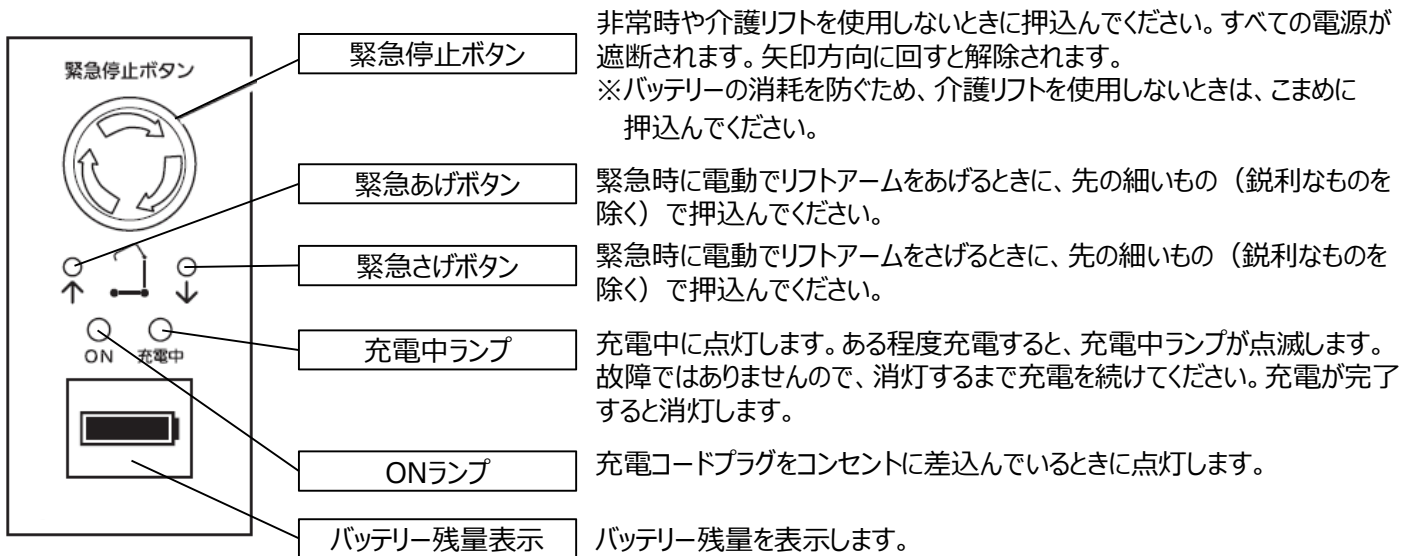 緊急停止ボタン
ON 充電中
緊急停止ボタン
非常時や介護リフトを使用しないときに押込んでください。すべての電源が
遮断されます。矢印方向に回すと解除されます。
※バッテリーの消耗を防ぐため、介護リフトを使用しないときは、こまめに
押込んでください。
緊急あげボタン
緊急時に電動でリフトアームをあげるときに、先の細いもの（鋭利なものを
除く）で押込んでください。
緊急さげボタン
緊急時に電動でリフトアームをさげるときに、先の細いもの（鋭利なものを
除く）で押込んでください。
充電中ランプ
充電中に点灯します。ある程度充電すると、充電中ランプが点滅します。
故障ではありませんので、消灯するまで充電を続けてください。充電が完了
すると消灯します。
ONランプ
充電コードプラグをコンセントに差込んでいるときに点灯します。
バッテリー残量表示
バッテリー残量を表示します。